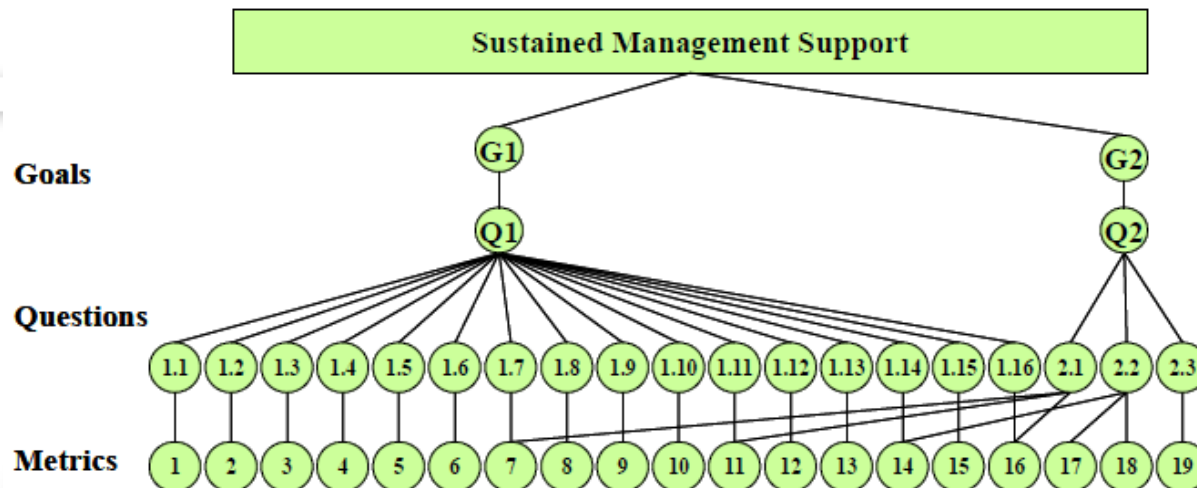 Sustained Management Support
G1
G2
Goals
Q1
Q2
Questions
1.1 1.2 1.3 1.4 1.5 1.6 1.7 1.8 1.9 1.10 1.11 1.12 1.13 1.14 1.15 1.16 2.1 2.2 2.3
Metrics
1 2 3 4 5 6 7 8 9 10 11 12 13 14 15 16 17 18 19